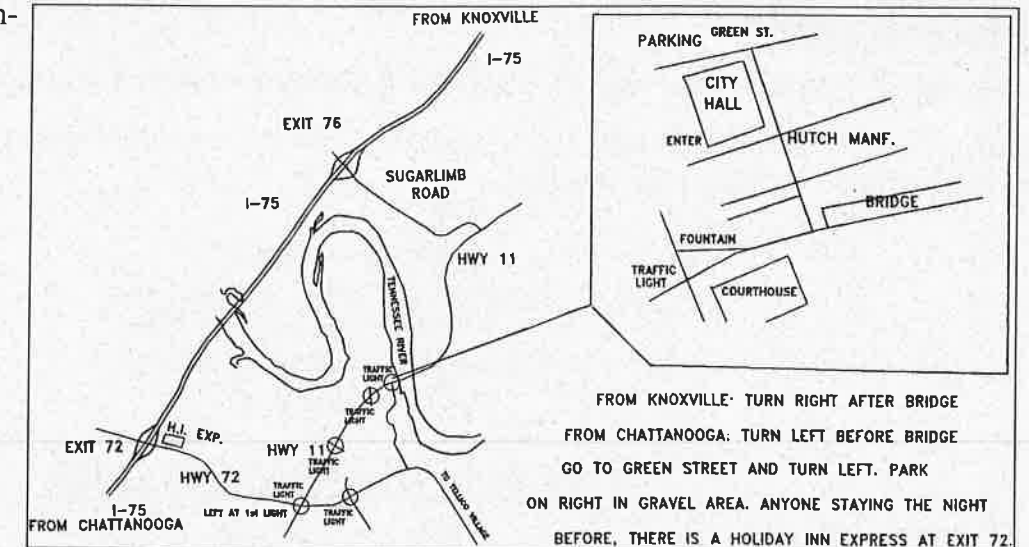 n-
FROM KNOXVILLE
I-75
EXIT 76
SUGARLIMB
ROAD
I-75
HWY 11
TENNESSEE RIVER
TRAFFIC
LIGHT
TRAFFIC
LIGHT
HWY 11
TRAFFIC
LIGHT
H.I. EXP.
EXIT 72
HWY 72
TRAFFIC
LIGHT
LEFT AT 1st LIGHT
TRAFFIC
LIGHT
I-75
FROM CHATTANOOGA
TO TELLICO VILLAGE
PARKING
GREEN ST.
CITY
HALL
ENTER
HUTCH MANF.
BRIDGE
FOUNTAIN
TRAFFIC
LIGHT
COURTHOUSE
FROM KNOXVILLE· TURN RIGHT AFTER BRIDGE
FROM CHATTANOOGA: TURN LEFT BEFORE BRIDGE
GO TO GREEN STREET AND TURN LEFT. PARK
ON RIGHT IN GRAVEL AREA. ANYONE STAYING THE NIGHT
BEFORE, THERE IS A HOLIDAY INN EXPRESS AT EXIT 72.